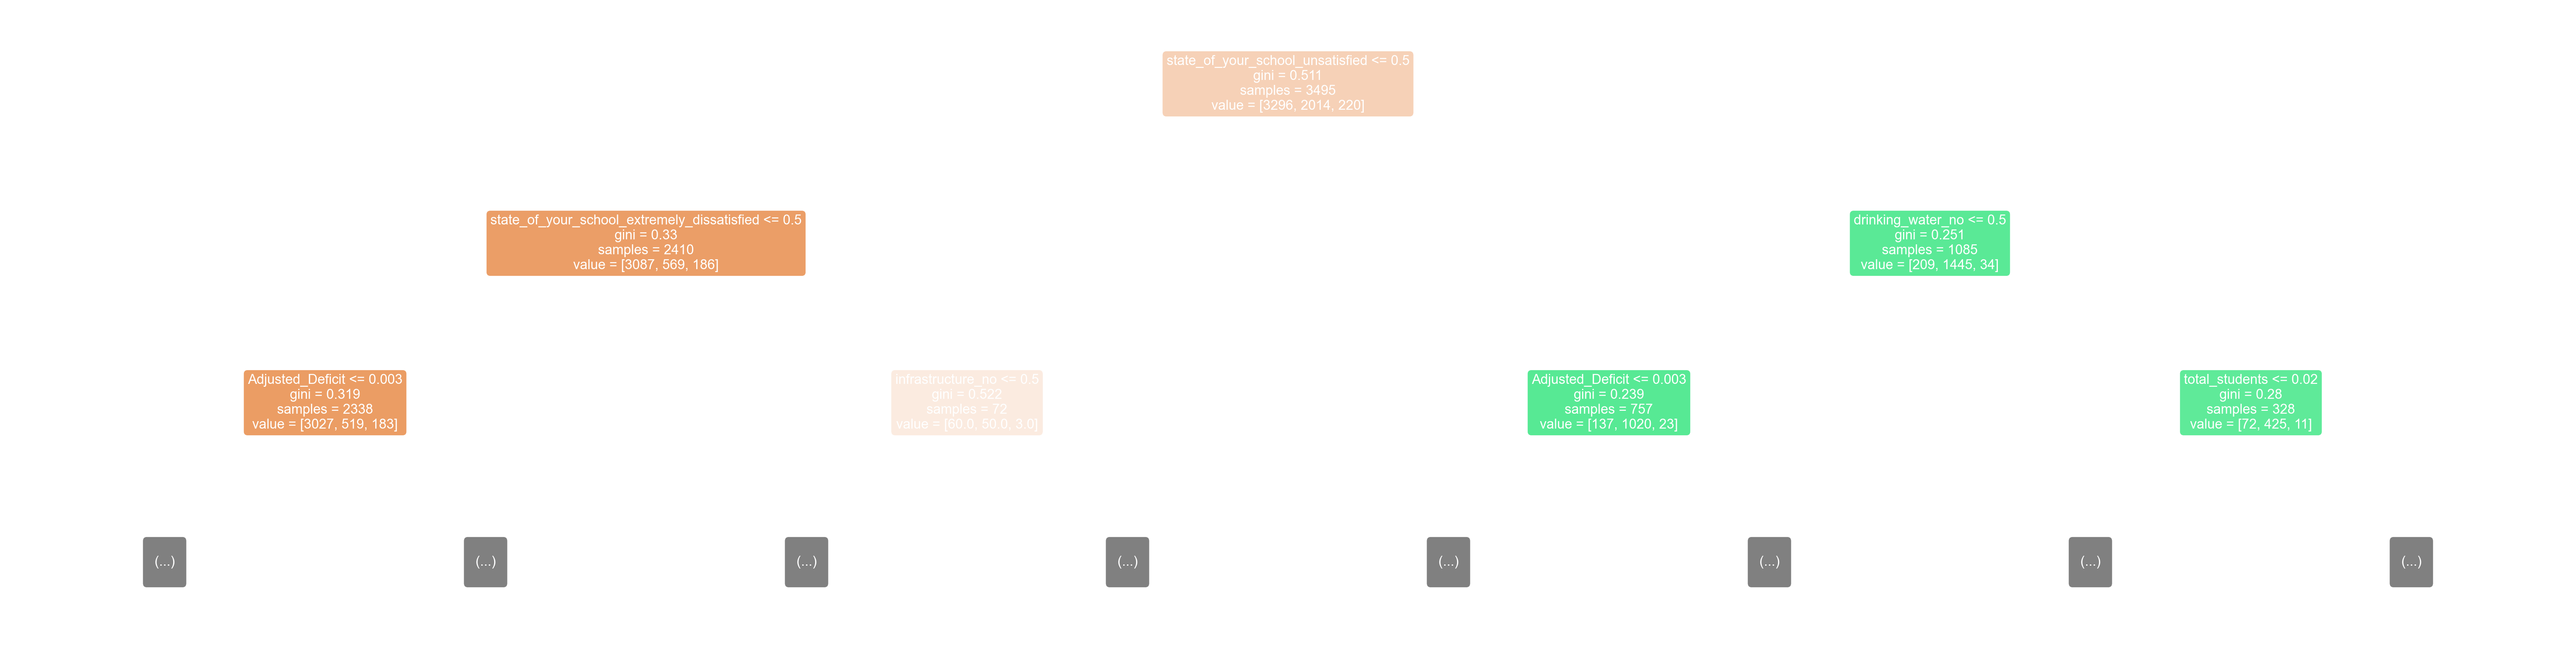 state_of_your_school_unsatisfied <= 0.5
gini = 0.511
samples = 3495
value = [3296, 2014, 220]
state_of_your_school_extremely_dissatisfied <= 0.5
gini = 0.33
samples = 2410
value = [3087, 569, 186]
drinking_water_no <= 0.5
gini = 0.251
samples = 1085
value = [209, 1445, 34]
Adjusted_Deficit <= 0.003
gini = 0.319
samples = 2338
value = [3027, 519, 183]
infrastructure_no <= 0.5
gini = 0.522
samples = 72
value = [60.0, 50.0, 3.0]
Adjusted_Deficit <= 0.003
gini = 0.239
samples = 757
value = [137, 1020, 23]
total_students <= 0.02
gini = 0.28
samples = 328
value = [72, 425, 11]
(...)
(...)
(...)
(...)
(...)
(...)
(...)
(...)